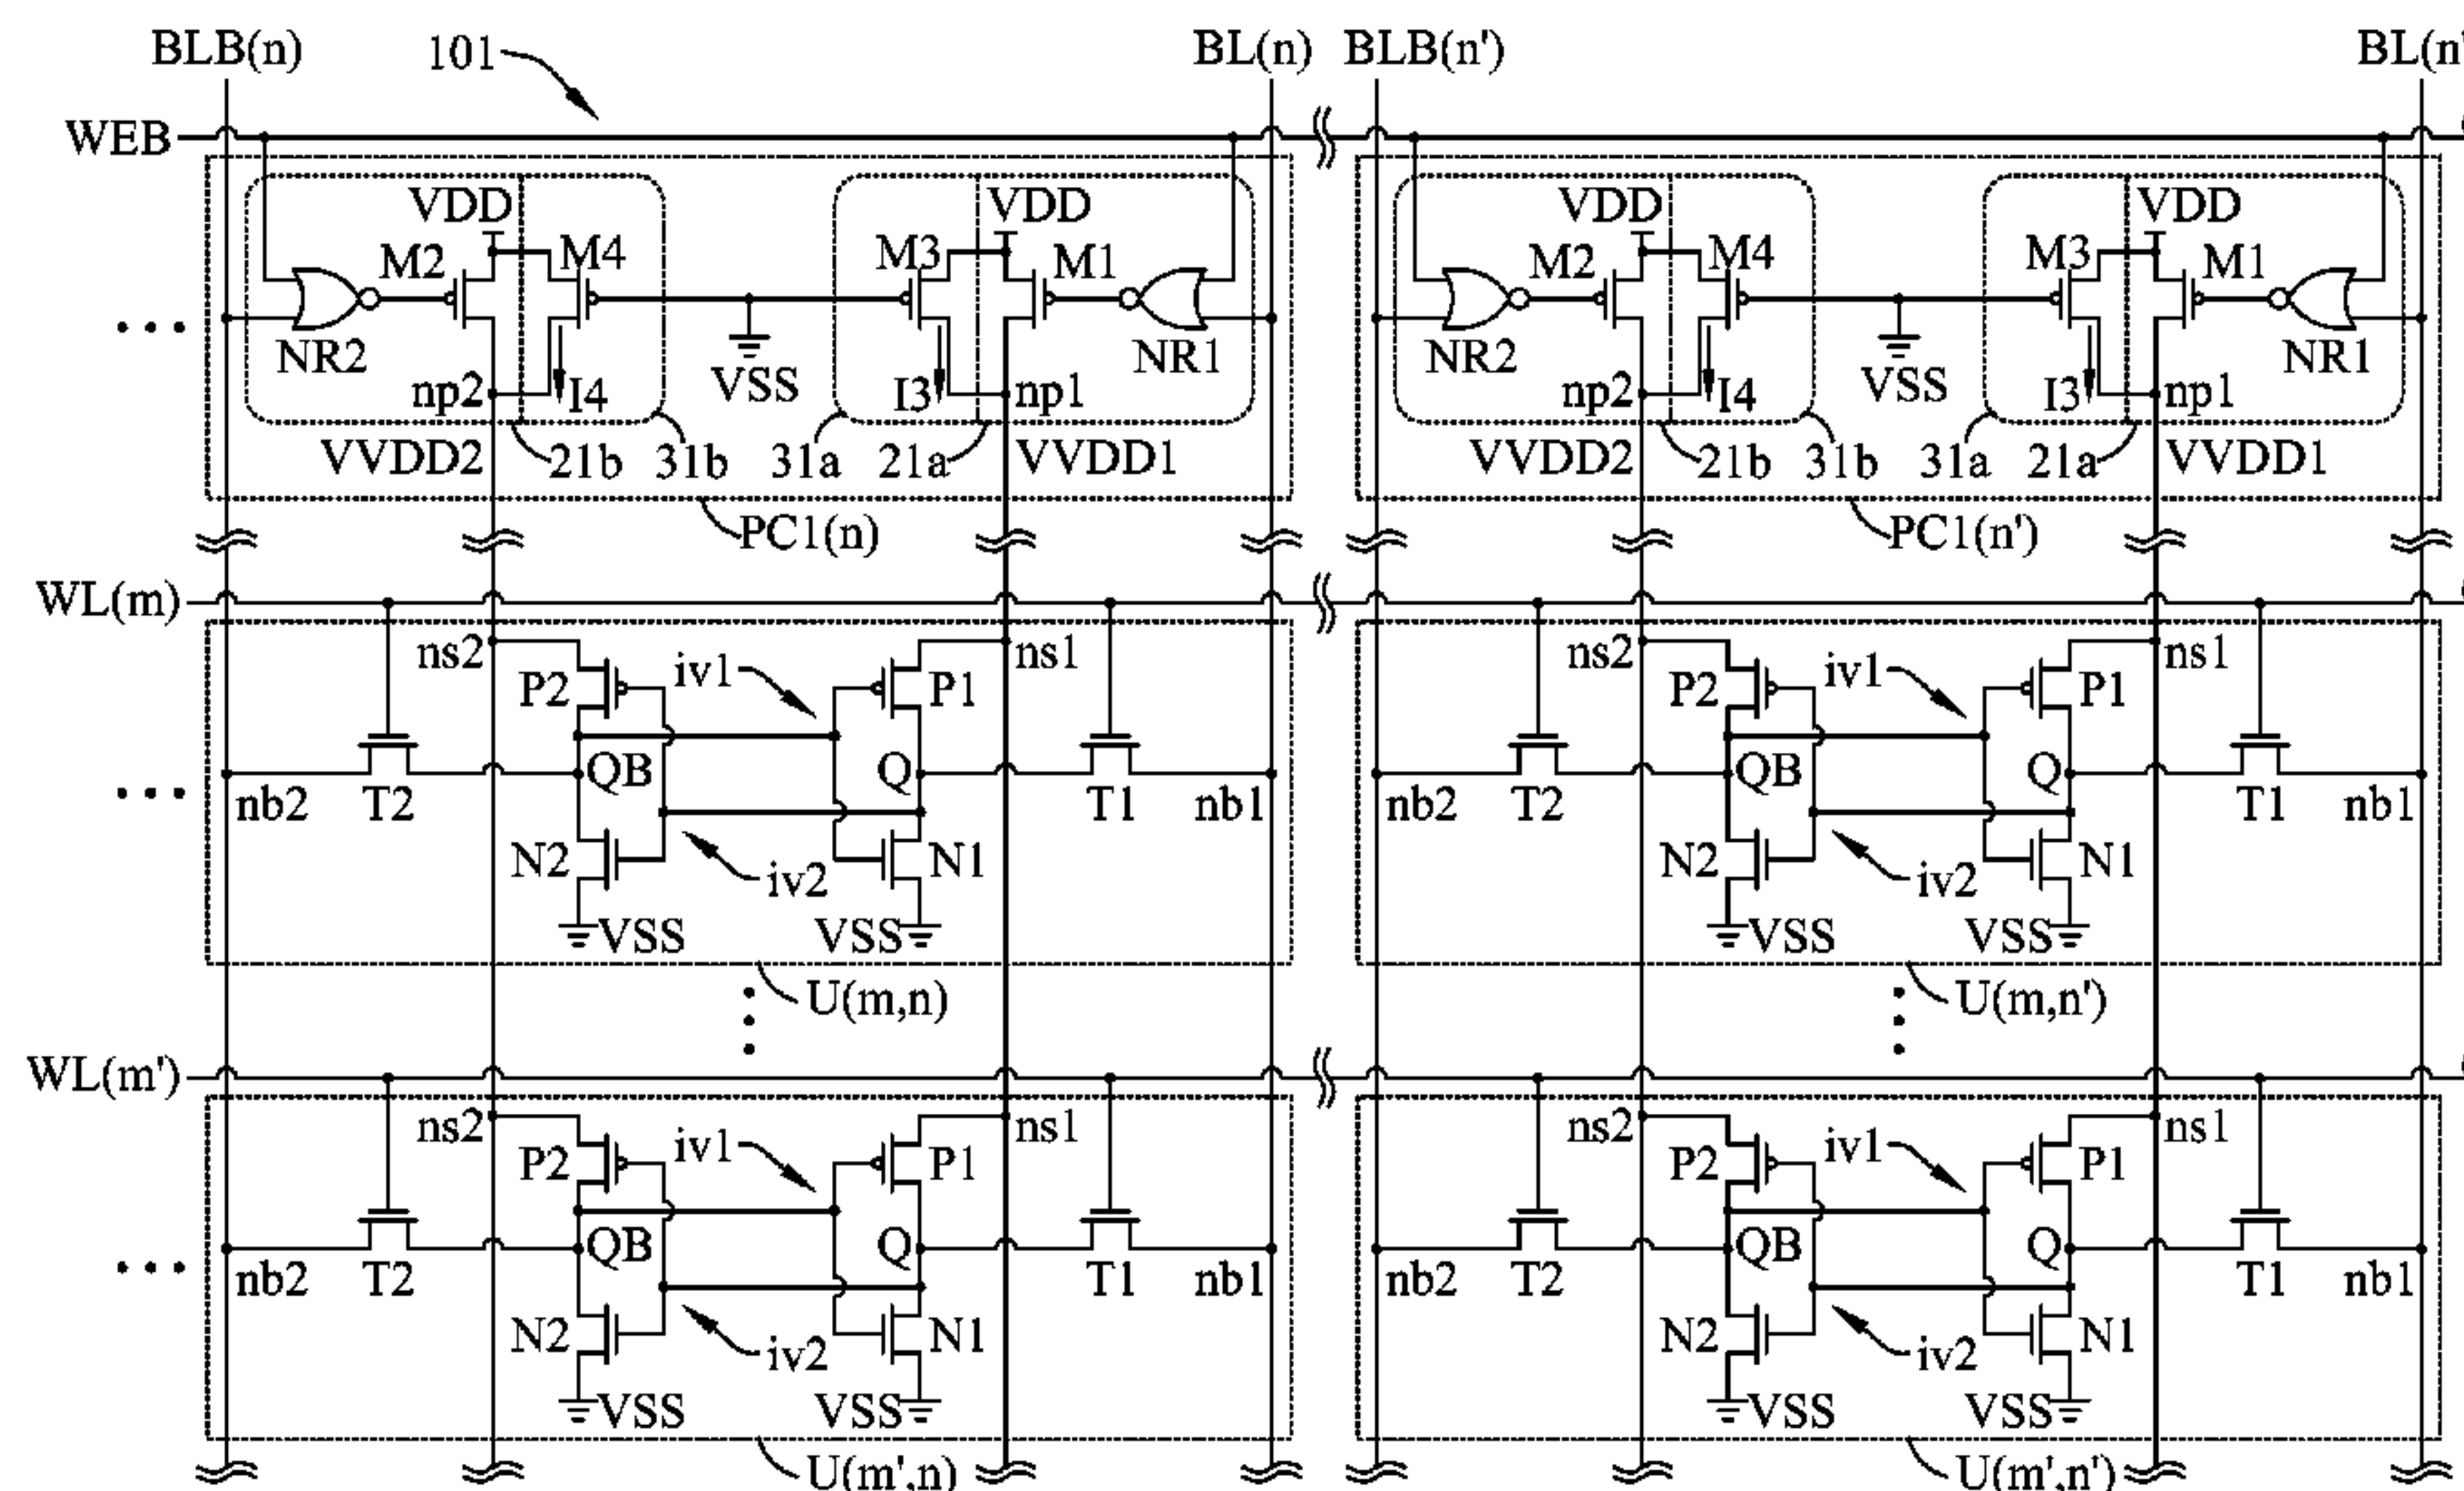 BLB(n) 101 BL(n) BLB(n') BL(n'
WEB
VDD VDD VDD VDD
M2 M4 M3 M1 M2 M4 M3 M1
NR2 VSS NR1 NR2 VSS NR1
np2 I4 I3 np1 np2 I4 I3 np1
VVDD2 21b 31b 31a 21a VVDD1 VVDD2 21b 31b 31a 21a VVDD1
PC1(n) PC1(n')
WL(m)
ns2 iv1 ns1 ns2 iv1 ns1
P2 P1 P2 P1
QB Q QB Q
nb2 T2 T1 nb1 nb2 T2 T1 nb1
N2 iv2 N1 N2 iv2 N1
VSS VSS VSS VSS
U(m,n) U(m,n')
WL(m')
ns2 iv1 ns1 ns2 iv1 ns1
P2 P1 P2 P1
QB Q QB Q
nb2 T2 T1 nb1 nb2 T2 T1 nb1
N2 iv2 N1 N2 iv2 N1
VSS VSS VSS VSS
U(m',n) U(m',n')